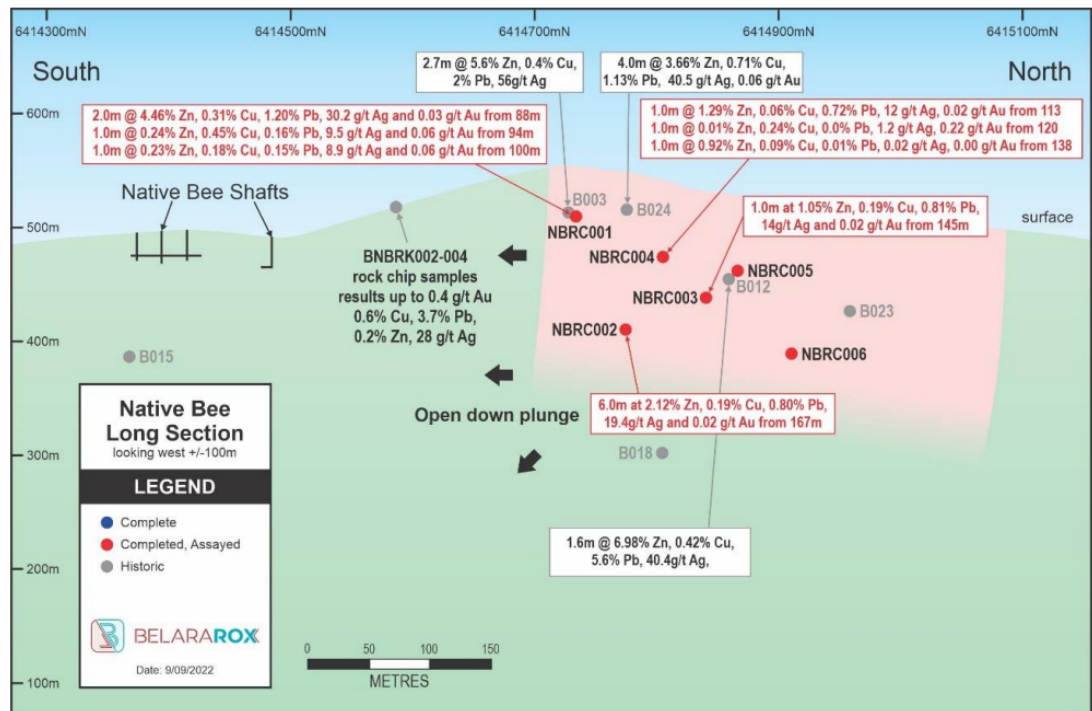 6414300mN 6414500mN 6414700mN 6414900mN 6415100mN
South
North
2.7m @ 5.6% Zn, 0.4% Cu,
2% Pb, 56g/t Ag
4.0m @ 3.66% Zn, 0.71% Cu,
1.13% Pb, 40.5 g/t Ag, 0.06 g/t Au
600m
2.0m @ 4.46% Zn, 0.31% Cu, 1.20% Pb, 30.2 g/t Ag and 0.03 g/t Au from 88m
1.0m @ 0.24% Zn, 0.45% Cu, 0.16% Pb, 9.5 g/t Ag and 0.06 g/t Au from 94m
1.0m @ 0.23% Zn, 0.18% Cu, 0.15% Pb, 8.9 g/t Ag and 0.06 g/t Au from 100m
1.0m @ 1.29% Zn, 0.06% Cu, 0.72% Pb, 12 g/t Ag, 0.02 g/t Au from 113
1.0m @ 0.01% Zn, 0.24% Cu, 0.0% Pb, 1.2 g/t Ag, 0.22 g/t Au from 120
1.0m @ 0.92% Zn, 0.09% Cu, 0.01% Pb, 0.02 g/t Ag, 0.00 g/t Au from 138
Native Bee Shafts
B003
B024
500m
NBRC001
1.0m at 1.05% Zn, 0.19% Cu, 0.81% Pb,
14g/t Ag and 0.02 g/t Au from 145m
surface
BNBRK002-004
rock chip samples
results up to 0.4 g/t Au
0.6% Cu, 3.7% Pb,
0.2% Zn, 28 g/t Ag
NBRC004
NBRC005
B012
NBRC003
B023
400m
NBRC002
NBRC006
B015
Open down plunge
6.0m at 2.12% Zn, 0.19% Cu, 0.80% Pb,
19.4g/t Ag and 0.02 g/t Au from 167m
300m
B018
Native Bee
Long Section
looking west +/-100m
LEGEND
Complete
Completed, Assayed
Historic
1.6m @ 6.98% Zn, 0.42% Cu,
5.6% Pb, 40.4g/t Ag,
200m
BELARAROX
Date: 9/09/2022
0 50 100 150
METRES
100m